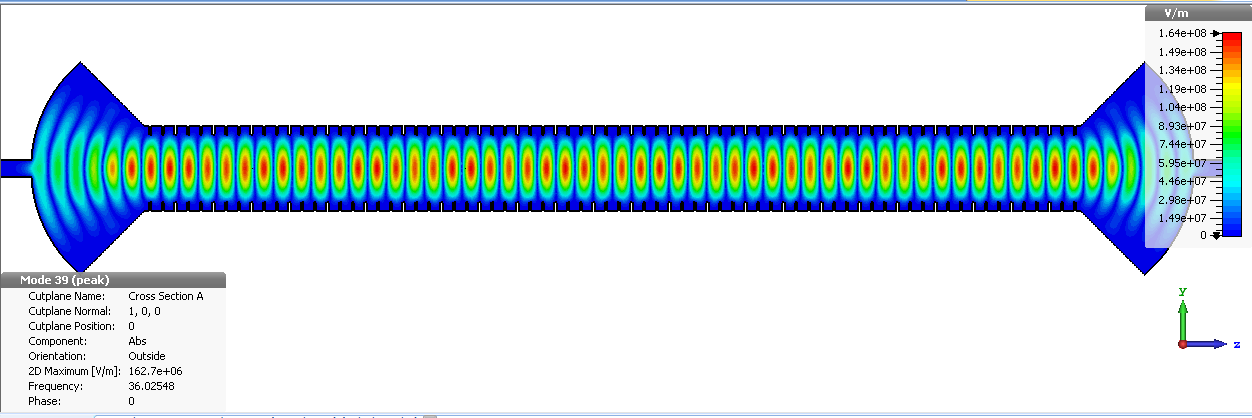 V/m
1.64e+08
1.49e+08
1.34e+08
1.19e+08
1.04e+08
8.93e+07
7.44e+07
5.95e+07
4.46e+07
2.98e+07
1.49e+07
0
Mode 39 (peak)
Cutplane Name: Cross Section A
Cutplane Normal: 1, 0, 0
Cutplane Position: 0
Component: Abs
Orientation: Outside
2D Maximum [V/m]: 162.7e+06
Frequency: 36.02548
Phase: 0
y
z